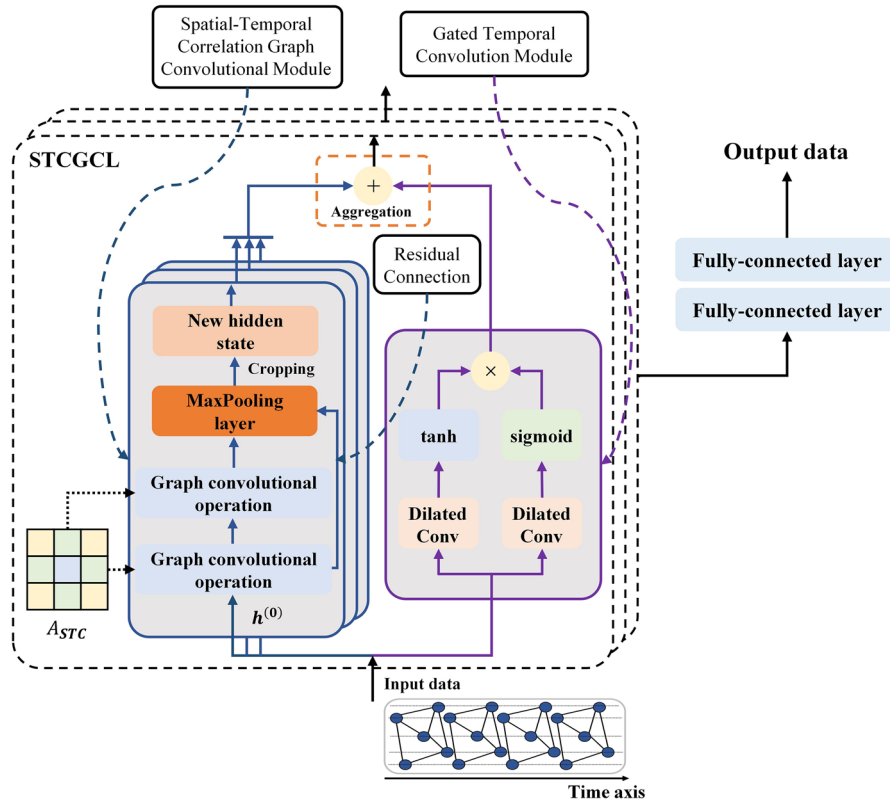 Spatial-Temporal
Correlation Graph
Convolutional Module
Gated Temporal
Convolution Module
STCGCL
+
Aggregation
Output data
Residual
Connection
Fully-connected layer
Fully-connected layer
New hidden
state
Cropping
MaxPooling
layer
×
tanh
sigmoid
Graph convolutional
operation
Dilated
Conv
Dilated
Conv
Graph convolutional
operation
h⁽⁰⁾
A_STC
Input data
Time axis